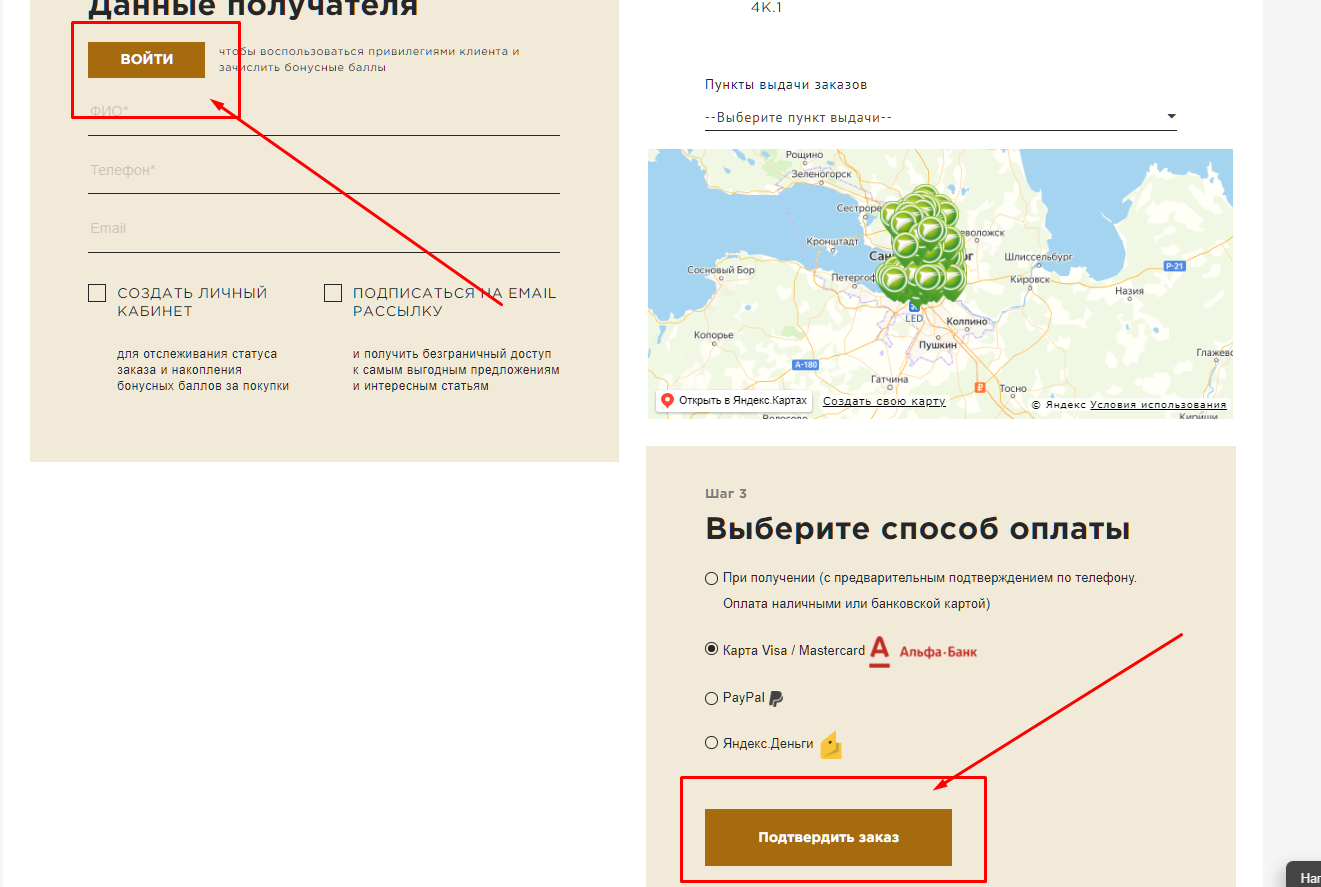 Данные получателя
ВОЙТИ
чтобы воспользоваться привилегиями клиента и
зачислить бонусные баллы
ФИО*
Телефон*
Email
СОЗДАТЬ ЛИЧНЫЙ
КАБИНЕТ
для отслеживания статуса
заказа и накопления
бонусных баллов за покупки
ПОДПИСАТЬСЯ НА EMAIL
РАССЫЛКУ
и получить безграничный доступ
к самым выгодным предложениям
и интересным статьям
4К.1
Пункты выдачи заказов
--Выберите пункт выдачи--
Рощино
Зеленогорск
Сестроре
Кронштадт
еволожск
Сан
рг
Шлиссельбург
Р-21
Сосновый Бор
Петергоф
Кировск
Назия
LED
Колпино
Копорье
Пушкин
Глажево
А-180
Гатчина
Тосно
Открыть в Яндекс.Картах
Создать свою карту
© Яндекс Условия использования
Волосово
Кириши
Шаг 3
Выберите способ оплаты
При получении (с предварительным подтверждением по телефону.
Оплата наличными или банковской картой)
Карта Visa / Mastercard
А Альфа·Банк
PayPal
Яндекс.Деньги
Подтвердить заказ
Наг